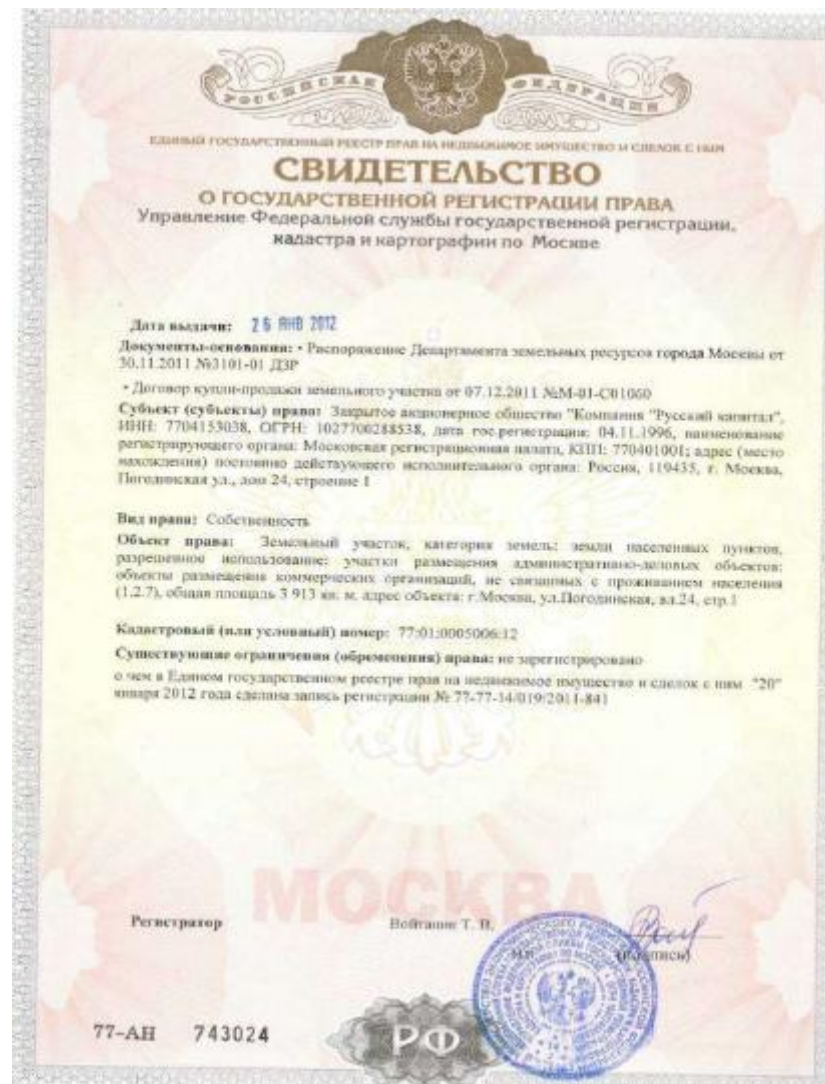 РОССИЙСКАЯ ФЕДЕРАЦИЯ
ЕДИНЫЙ ГОСУДАРСТВЕННЫЙ РЕЕСТР ПРАВ НА НЕДВИЖИМОЕ ИМУЩЕСТВО И СДЕЛОК С НИМ
СВИДЕТЕЛЬСТВО
О ГОСУДАРСТВЕННОЙ РЕГИСТРАЦИИ ПРАВА
Управление Федеральной службы государственной регистрации,
кадастра и картографии по Москве
Дата выдачи: 26 ЯНВ 2012
Документы-основания: • Распоряжение Департамента земельных ресурсов города Москвы от
30.11.2011 №3101-01 ДЗР
• Договор купли-продажи земельного участка от 07.12.2011 №М-01-С01060
Субъект (субъекты) права: Закрытое акционерное общество "Компания "Русский капитал",
ИНН: 7704153038, ОГРН: 1027700288538, дата гос.регистрации: 04.11.1996, наименование
регистрирующего органа: Московская регистрационная палата, КПП: 770401001; адрес (место
нахождения) постоянно действующего исполнительного органа: Россия, 119435, г. Москва,
Погодинская ул., дом 24, строение 1
Вид права: Собственность
Объект права: Земельный участок, категория земель: земли населенных пунктов,
разрешенное использование: участки размещения административно-деловых объектов:
объекты размещения коммерческих организаций, не связанных с проживанием населения
(1.2.7), общая площадь 3 913 кв. м, адрес объекта: г.Москва, ул.Погодинская, вл.24, стр.1
Кадастровый (или условный) номер: 77:01:0005006:12
Существующие ограничения (обременения) права: не зарегистрировано
о чем в Едином государственном реестре прав на недвижимое имущество и сделок с ним "20"
января 2012 года сделана запись регистрации № 77-77-14/019/2011-841
МОСКВА
Регистратор Войтанин Т. В.
м.п. (подпись)
77-АН 743024
РФ